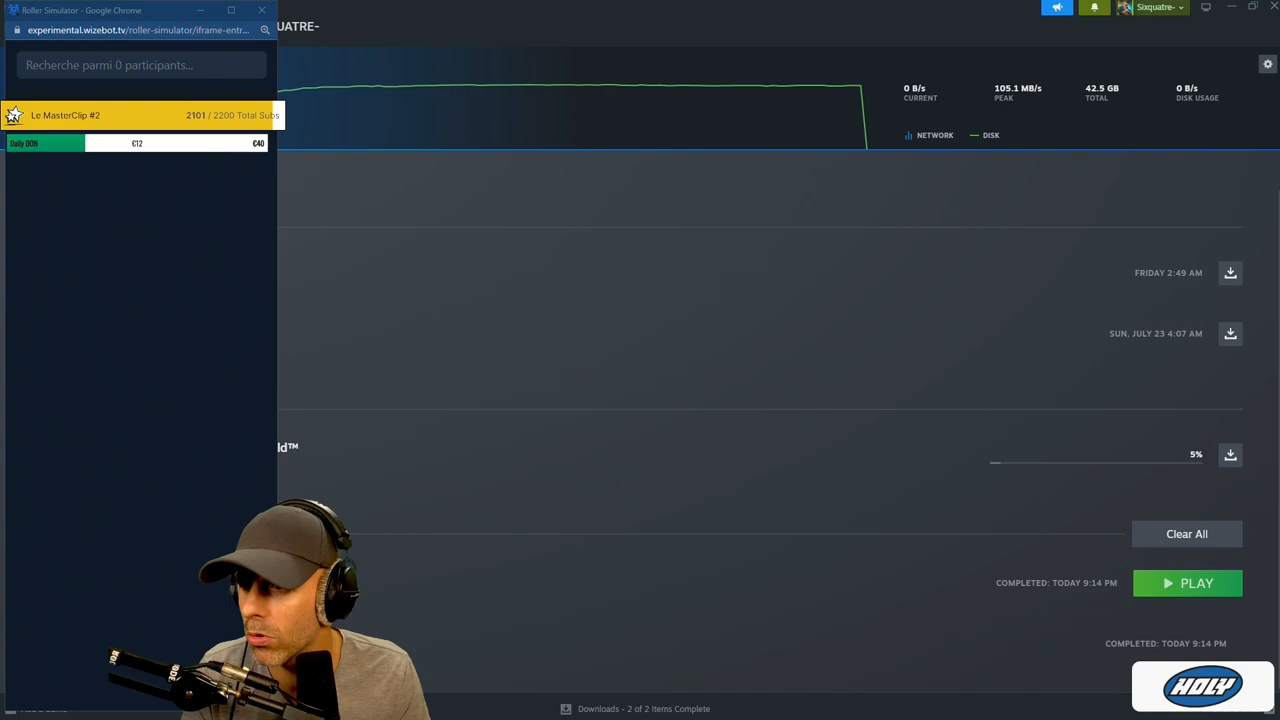 Roller Simulator - Google Chrome
Sixquatre-
experimental.wizebot.tv/roller-simulator/iframe-entr...
UATRE-
Recherche parmi 0 participants...
0 B/s
CURRENT
105.1 MB/s
PEAK
42.5 GB
TOTAL
0 B/s
DISK USAGE
Le MasterClip #2
2101 / 2200 Total Subs
NETWORK
DISK
Daily DON
€12
€40
FRIDAY 2:49 AM
SUN, JULY 23 4:07 AM
ld™
5%
Clear All
COMPLETED: TODAY 9:14 PM
PLAY
COMPLETED: TODAY 9:14 PM
HOLY
Downloads - 2 of 2 Items Complete